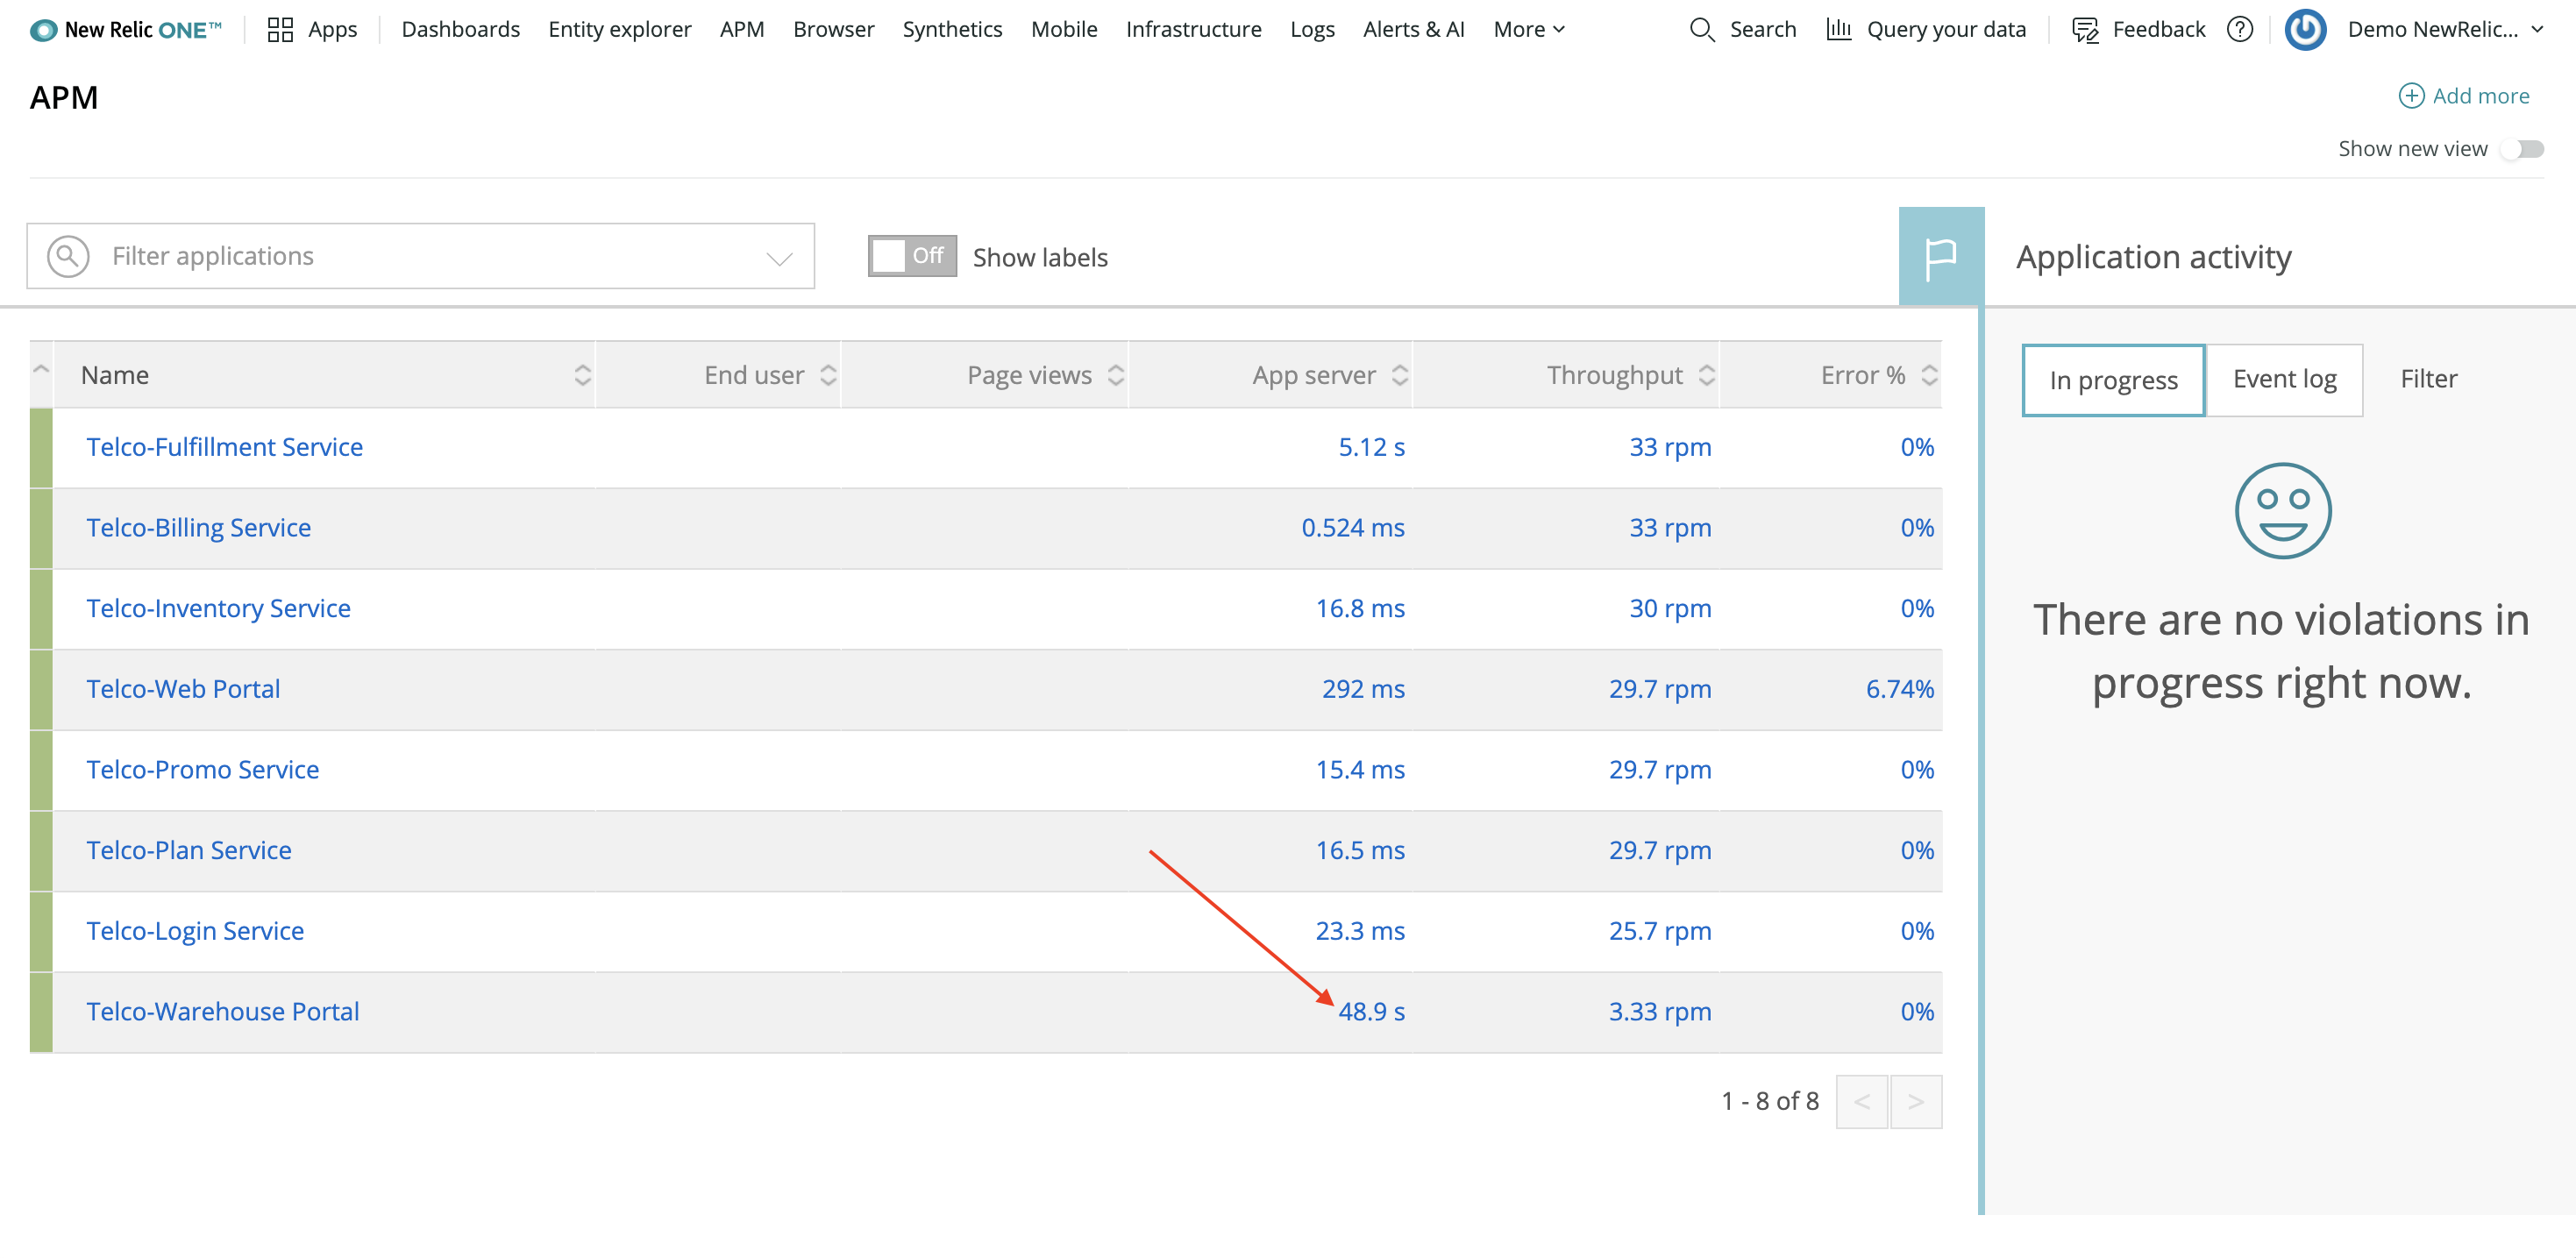 New Relic ONE™ Apps Dashboards Entity explorer APM Browser Synthetics Mobile Infrastructure Logs Alerts & AI More Search Query your data Feedback ? Demo NewRelic...
APM
Add more
Show new view
Filter applications Off Show labels
Application activity
Name End user Page views App server Throughput Error %
Telco-Fulfillment Service 5.12 s 33 rpm 0%
Telco-Billing Service 0.524 ms 33 rpm 0%
Telco-Inventory Service 16.8 ms 30 rpm 0%
Telco-Web Portal 292 ms 29.7 rpm 6.74%
Telco-Promo Service 15.4 ms 29.7 rpm 0%
Telco-Plan Service 16.5 ms 29.7 rpm 0%
Telco-Login Service 23.3 ms 25.7 rpm 0%
Telco-Warehouse Portal 48.9 s 3.33 rpm 0%
1 - 8 of 8 < >
In progress Event log Filter
There are no violations in
progress right now.